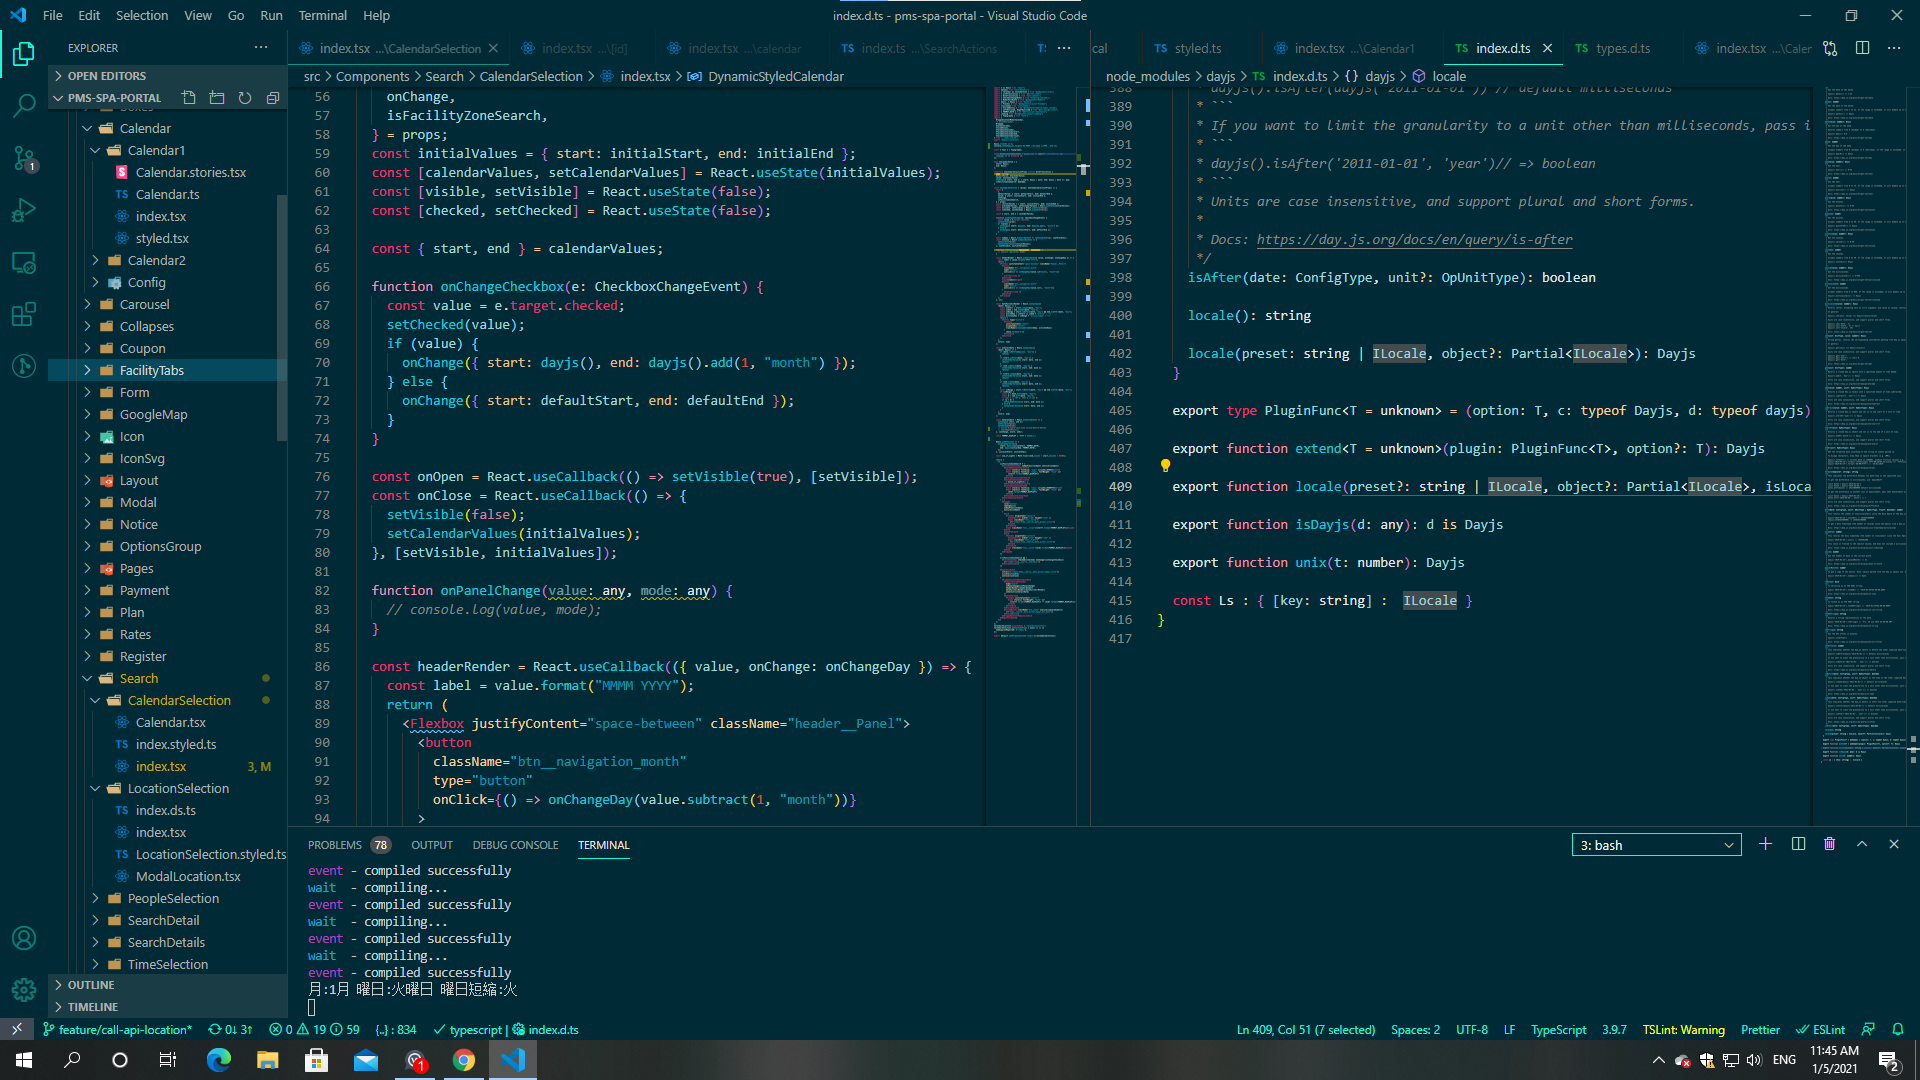 File Edit Selection View Go Run Terminal Help
index.d.ts - pms-spa-portal - Visual Studio Code
EXPLORER
OPEN EDITORS
PMS-SPA-PORTAL
Calendar
Calendar1
Calendar.stories.tsx
TS Calendar.ts
index.tsx
styled.tsx
Calendar2
Config
Carousel
Collapses
Coupon
FacilityTabs
Form
GoogleMap
Icon
IconSvg
Layout
Modal
Notice
OptionsGroup
Pages
Payment
Plan
Rates
Register
Search
CalendarSelection
Calendar.tsx
TS index.styled.ts
index.tsx 3, M
LocationSelection
TS index.ds.ts
index.tsx
TS LocationSelection.styled.ts
ModalLocation.tsx
PeopleSelection
SearchDetail
SearchDetails
TimeSelection
OUTLINE
TIMELINE
index.tsx ...\CalendarSelection
index.tsx ...\[id]
index.tsx ...\calendar
TS index.ts ...\SearchActions
src > Components > Search > CalendarSelection > index.tsx > DynamicStyledCalendar
56 onChange,
57 isFacilityZoneSearch,
58 } = props;
59 const initialValues = { start: initialStart, end: initialEnd };
60 const [calendarValues, setCalendarValues] = React.useState(initialValues);
61 const [visible, setVisible] = React.useState(false);
62 const [checked, setChecked] = React.useState(false);
63
64 const { start, end } = calendarValues;
65
66 function onChangeCheckbox(e: CheckboxChangeEvent) {
67 const value = e.target.checked;
68 setChecked(value);
69 if (value) {
70 onChange({ start: dayjs(), end: dayjs().add(1, "month") });
71 } else {
72 onChange({ start: defaultStart, end: defaultEnd });
73 }
74 }
75
76 const onOpen = React.useCallback(() => setVisible(true), [setVisible]);
77 const onClose = React.useCallback(() => {
78 setVisible(false);
79 setCalendarValues(initialValues);
80 }, [setVisible, initialValues]);
81
82 function onPanelChange(value: any, mode: any) {
83 // console.log(value, mode);
84 }
85
86 const headerRender = React.useCallback(({ value, onChange: onChangeDay }) => {
87 const label = value.format("MMMM YYYY");
88 return (
89 <Flexbox justifyContent="space-between" className="header__Panel">
90 <button
91 className="btn__navigation_month"
92 type="button"
93 onClick={() => onChangeDay(value.subtract(1, "month"))}
94 >
cal
TS styled.ts
index.tsx ...\Calendar1
TS index.d.ts
TS types.d.ts
index.tsx ...\Caler
node_modules > dayjs > TS index.d.ts > {} dayjs > locale
388 * dayjs().isAfter(dayjs('2011-01-01')) // default milliseconds
389 * ```
390 * If you want to limit the granularity to a unit other than milliseconds, pass i
391 * ```
392 * dayjs().isAfter('2011-01-01', 'year')// => boolean
393 * ```
394 * Units are case insensitive, and support plural and short forms.
395 *
396 * Docs: https://day.js.org/docs/en/query/is-after
397 */
398 isAfter(date: ConfigType, unit?: OpUnitType): boolean
399
400 locale(): string
401
402 locale(preset: string | ILocale, object?: Partial<ILocale>): Dayjs
403 }
404
405 export type PluginFunc<T = unknown> = (option: T, c: typeof Dayjs, d: typeof dayjs)
406
407 export function extend<T = unknown>(plugin: PluginFunc<T>, option?: T): Dayjs
408
409 export function locale(preset?: string | ILocale, object?: Partial<ILocale>, isLoca
410
411 export function isDayjs(d: any): d is Dayjs
412
413 export function unix(t: number): Dayjs
414
415 const Ls : { [key: string] : ILocale }
416 }
417
PROBLEMS 78 OUTPUT DEBUG CONSOLE TERMINAL
3: bash
event - compiled successfully
wait - compiling...
event - compiled successfully
wait - compiling...
event - compiled successfully
wait - compiling...
event - compiled successfully
月:1月 曜日:火曜日 曜日短縮:火
feature/call-api-location* 0↓ 3↑ 0 19 59 {..} : 834 typescript | index.d.ts
Ln 409, Col 51 (7 selected) Spaces: 2 UTF-8 LF TypeScript 3.9.7 TSLint: Warning Prettier ESLint
ENG
11:45 AM
1/5/2021